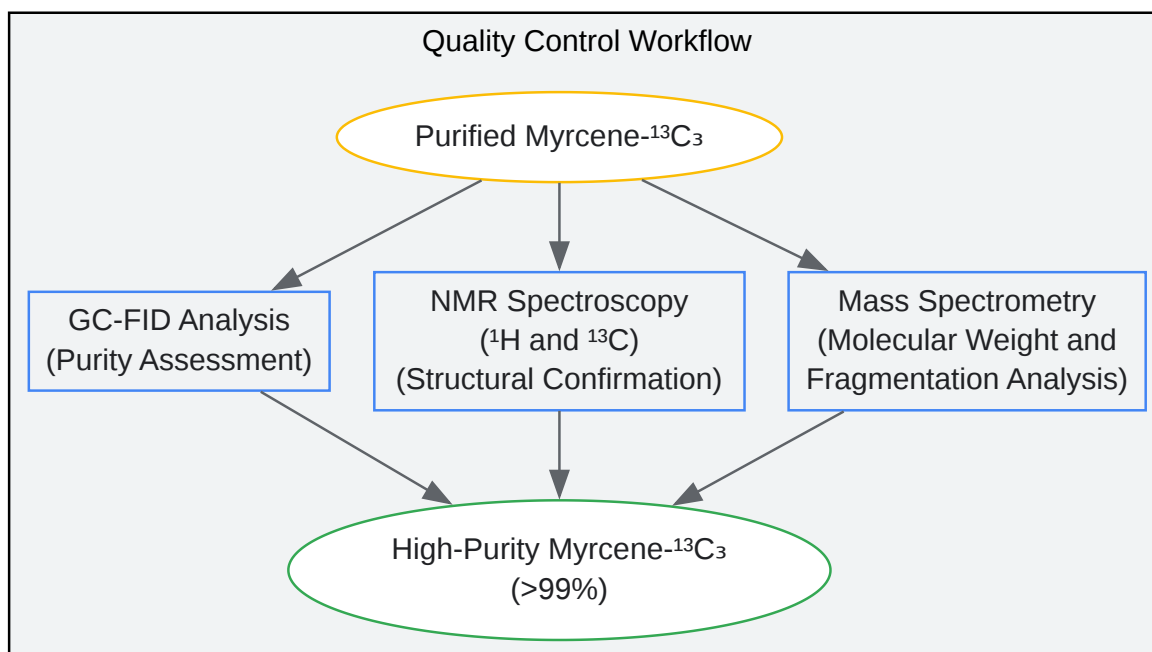 Quality Control Workflow
Purified Myrcene-¹³C₃
GC-FID Analysis
(Purity Assessment)
NMR Spectroscopy
(¹H and ¹³C)
(Structural Confirmation)
Mass Spectrometry
(Molecular Weight and
Fragmentation Analysis)
High-Purity Myrcene-¹³C₃
(>99%)